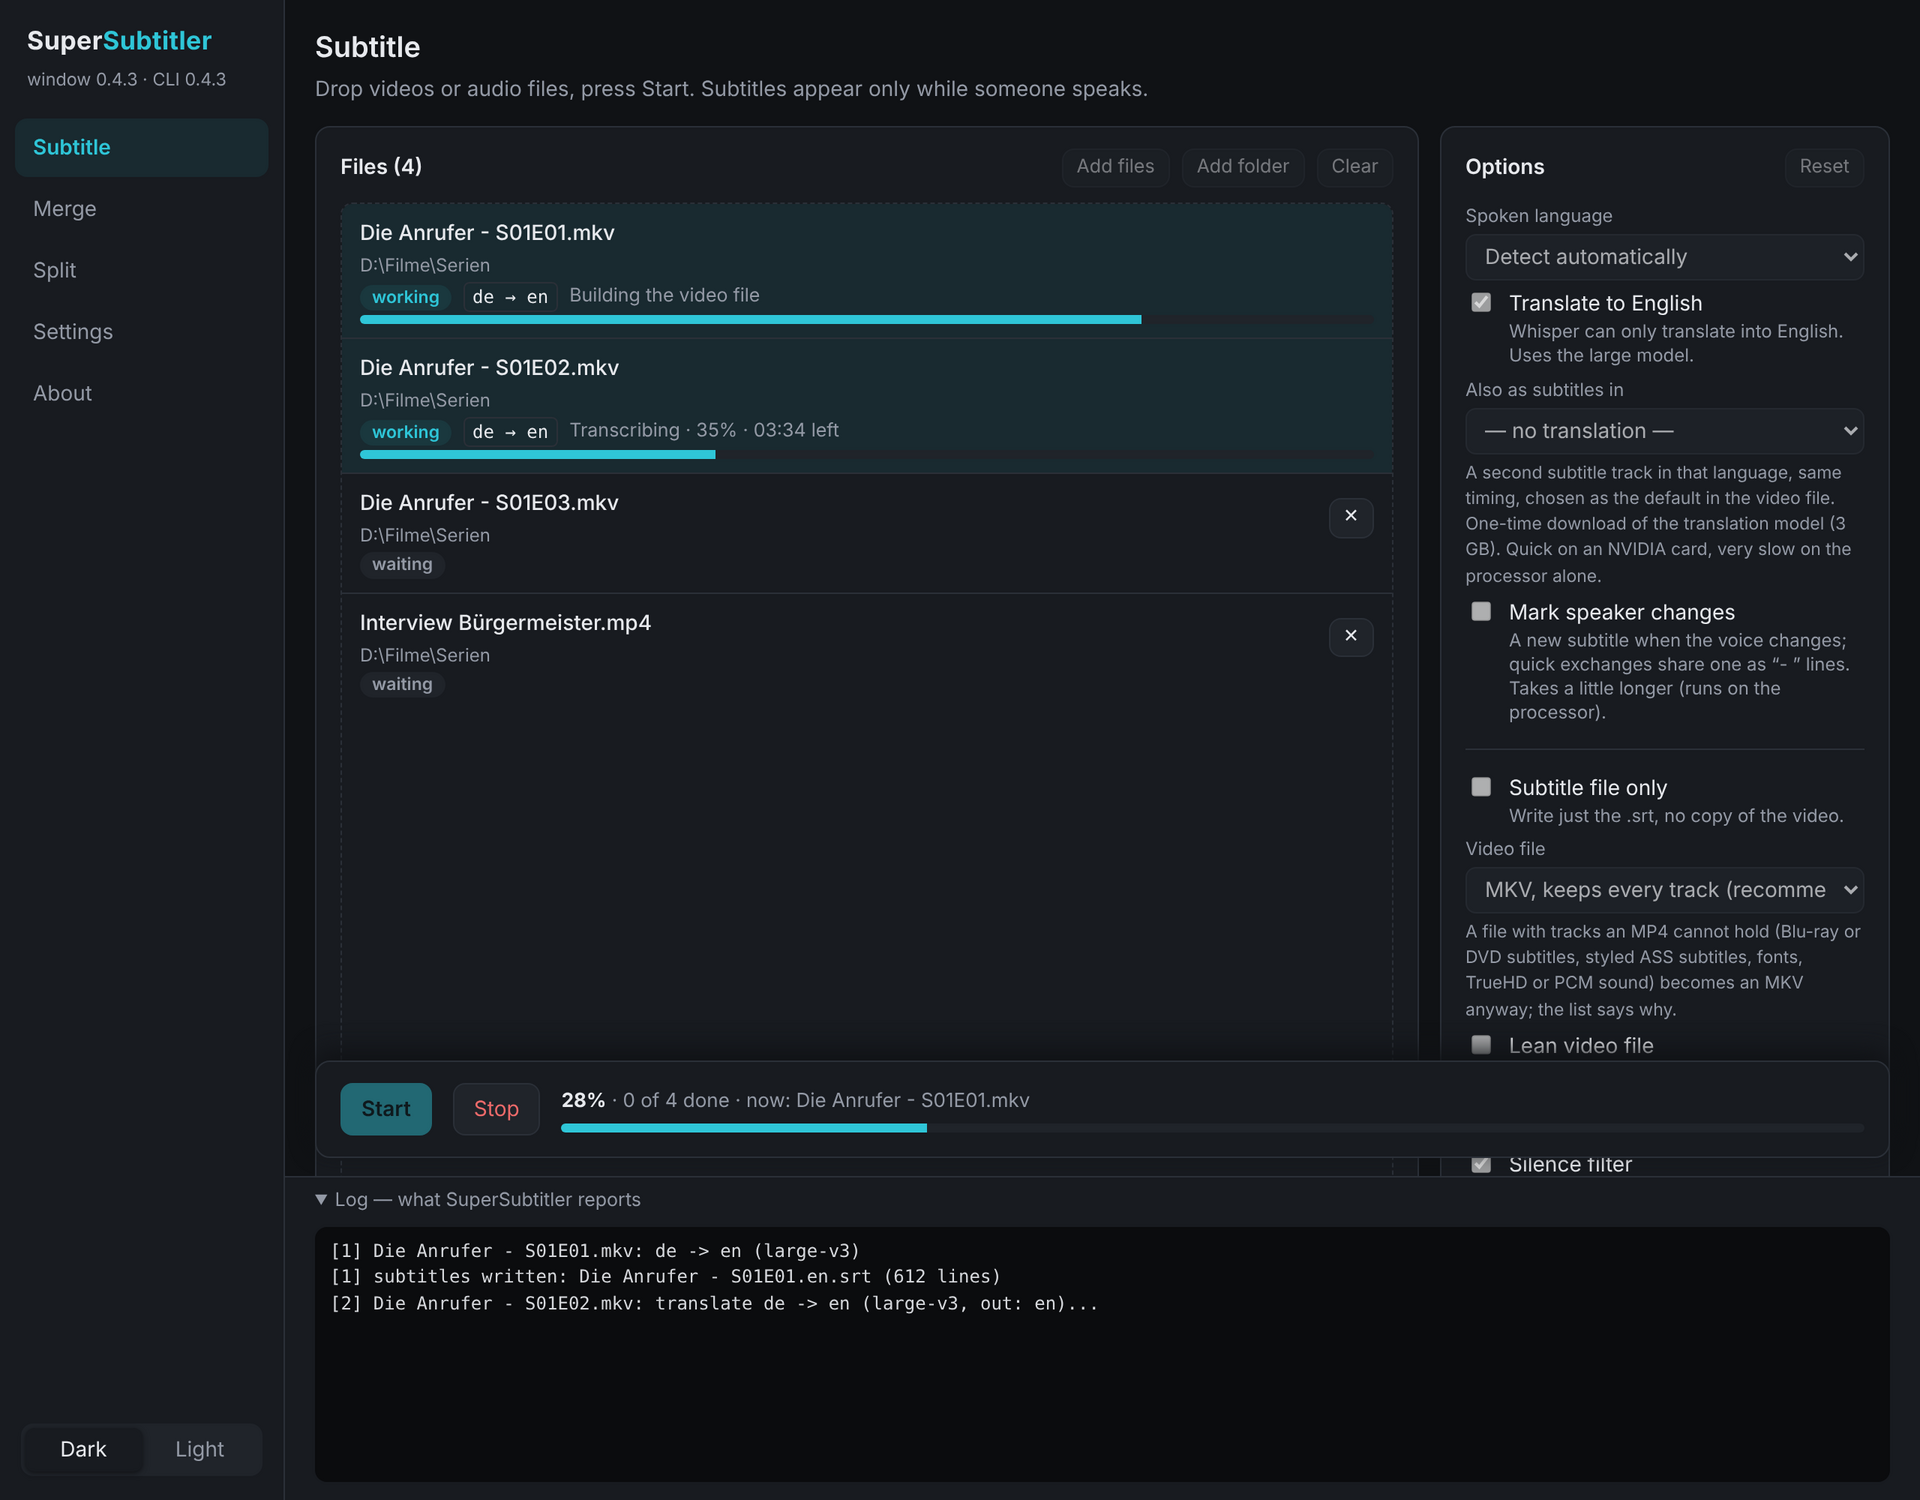 SuperSubtitler
window 0.4.3 · CLI 0.4.3
Subtitle
Merge
Split
Settings
About
Dark
Light
Subtitle
Drop videos or audio files, press Start. Subtitles appear only while someone speaks.
Files (4)
Add files
Add folder
Clear
Die Anrufer - S01E01.mkv
D:\Filme\Serien
working de → en Building the video file
Die Anrufer - S01E02.mkv
D:\Filme\Serien
working de → en Transcribing · 35% · 03:34 left
Die Anrufer - S01E03.mkv
D:\Filme\Serien
waiting
Interview Bürgermeister.mp4
D:\Filme\Serien
waiting
Options
Reset
Spoken language
Detect automatically
Translate to English
Whisper can only translate into English.
Uses the large model.
Also as subtitles in
— no translation —
A second subtitle track in that language, same
timing, chosen as the default in the video file.
One-time download of the translation model (3
GB). Quick on an NVIDIA card, very slow on the
processor alone.
Mark speaker changes
A new subtitle when the voice changes;
quick exchanges share one as “- ” lines.
Takes a little longer (runs on the
processor).
Subtitle file only
Write just the .srt, no copy of the video.
Video file
MKV, keeps every track (recomme
A file with tracks an MP4 cannot hold (Blu-ray or
DVD subtitles, styled ASS subtitles, fonts,
TrueHD or PCM sound) becomes an MKV
anyway; the list says why.
Lean video file
Start
Stop
28% · 0 of 4 done · now: Die Anrufer - S01E01.mkv
Silence filter
▼ Log — what SuperSubtitler reports
[1] Die Anrufer - S01E01.mkv: de -> en (large-v3)
[1] subtitles written: Die Anrufer - S01E01.en.srt (612 lines)
[2] Die Anrufer - S01E02.mkv: translate de -> en (large-v3, out: en)...